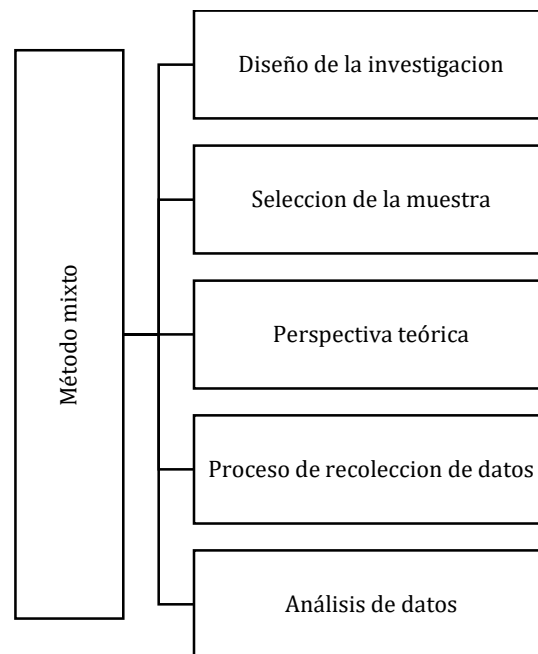 Método mixto
Diseño de la investigacion
Seleccion de la muestra
Perspectiva teórica
Proceso de recoleccion de datos
Análisis de datos